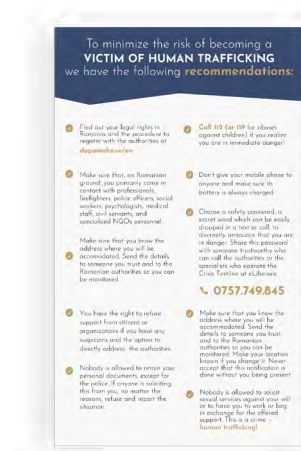 To minimize the risk of becoming a
VICTIM OF HUMAN TRAFFICKING
we have the following recommendations:
Find out your legal rights in
Romania and the procedure to
register with the authorities at
dopomoha.ro/en
Make sure that, on Romanian
ground, you primarily come in
contact with professionals,
firefighters, police officers, social
workers, psychologists, medical
staff, civil servants, and
specialized NGOs personnel.
Make sure that you know the
address where you will be
accommodated. Send the details
to someone you trust and to the
Romanian authorities so you can
be monitored.
You have the right to refuse
support from citizens or
organizations if you have any
suspicions and the option to
directly address the authorities.
Nobody is allowed to retain your
personal documents, except for
the police. If anyone is soliciting
this from you, no matter the
reasons, refuse and report the
situation.
Call 112 (or 119 for abuses
against children) if you realize
you are in immediate danger!
Don't give your mobile phone to
anyone and make sure its
battery is always charged.
Choose a safety password, a
secret word which can be easily
dropped in a text or call, to
discreetly announce that you are
in danger. Share this password
with someone trustworthy who
can call the authorities or the
specialists who operate the
Crisis Textline at eLiberare.
0757.749.845
Make sure that you know the
address where you will be
accommodated. Send the
details to someone you trust
and to the Romanian
authorities so you can be
monitored. Make your location
known if you change it. Never
accept that this notification is
done without you being present.
Nobody is allowed to solicit
sexual services against your will
or to force you to work or beg
in exchange for the offered
support. This is a crime -
human trafficking!